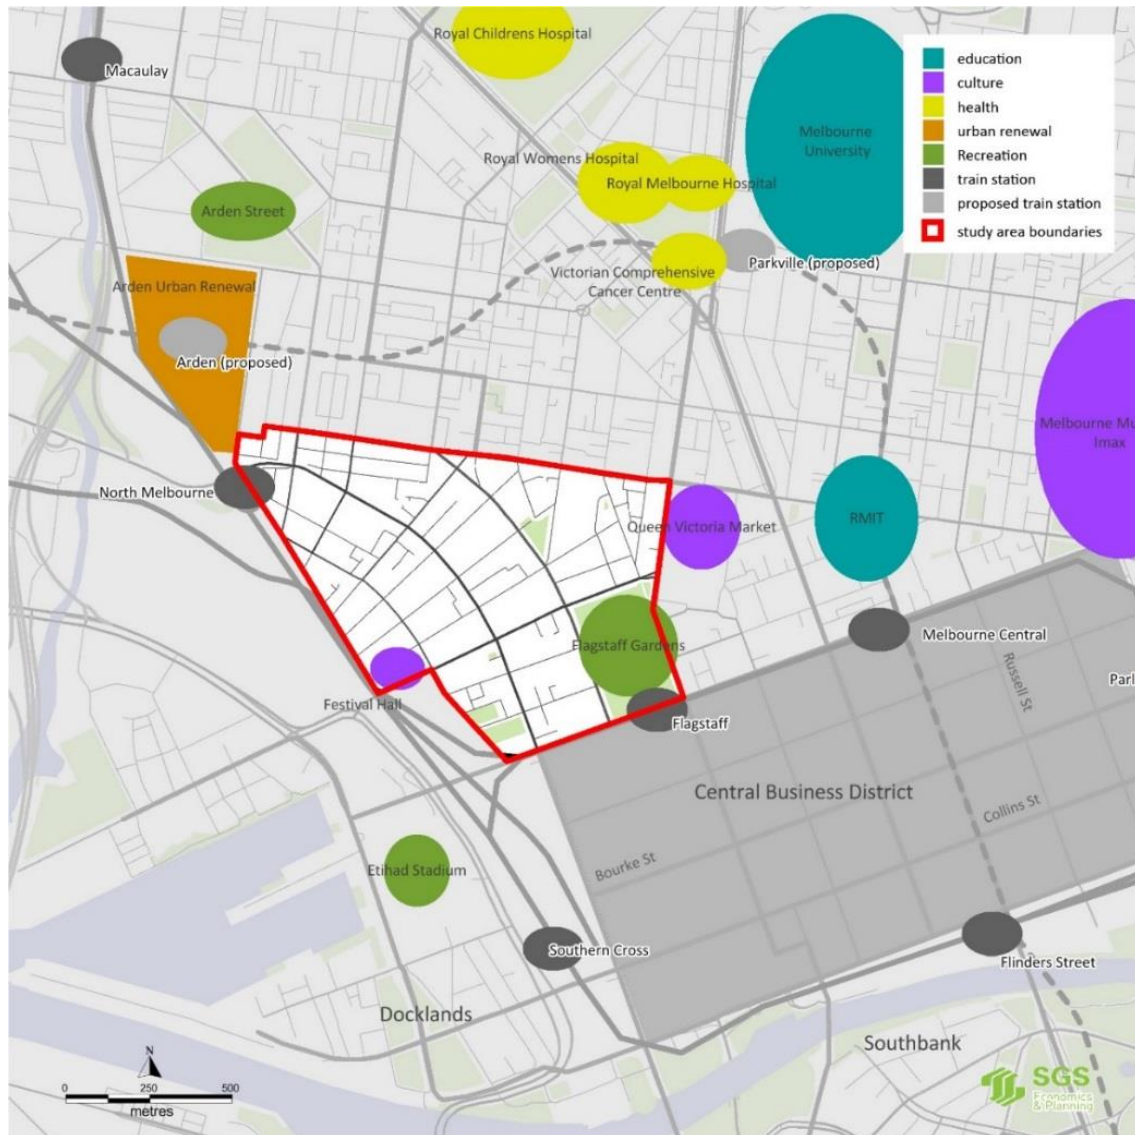 Royal Childrens Hospital
Macaulay
education
culture
health
urban renewal
Recreation
train station
proposed train station
study area boundaries
Melbourne
University
Royal Womens Hospital
Royal Melbourne Hospital
Arden Street
Parkville (proposed)
Victorian Comprehensive
Cancer Centre
Arden Urban Renewal
Arden (proposed)
Melbourne Mu
Imax
North Melbourne
Queen Victoria Market
RMIT
Flagstaff Gardens
Melbourne Central
Russell St
Parl
Festival Hall
Flagstaff
Central Business District
Collins St
Bourke St
Etihad Stadium
Southern Cross
Flinders Street
Docklands
Southbank
N
0 250 500
metres
SGS
Economics
& Planning